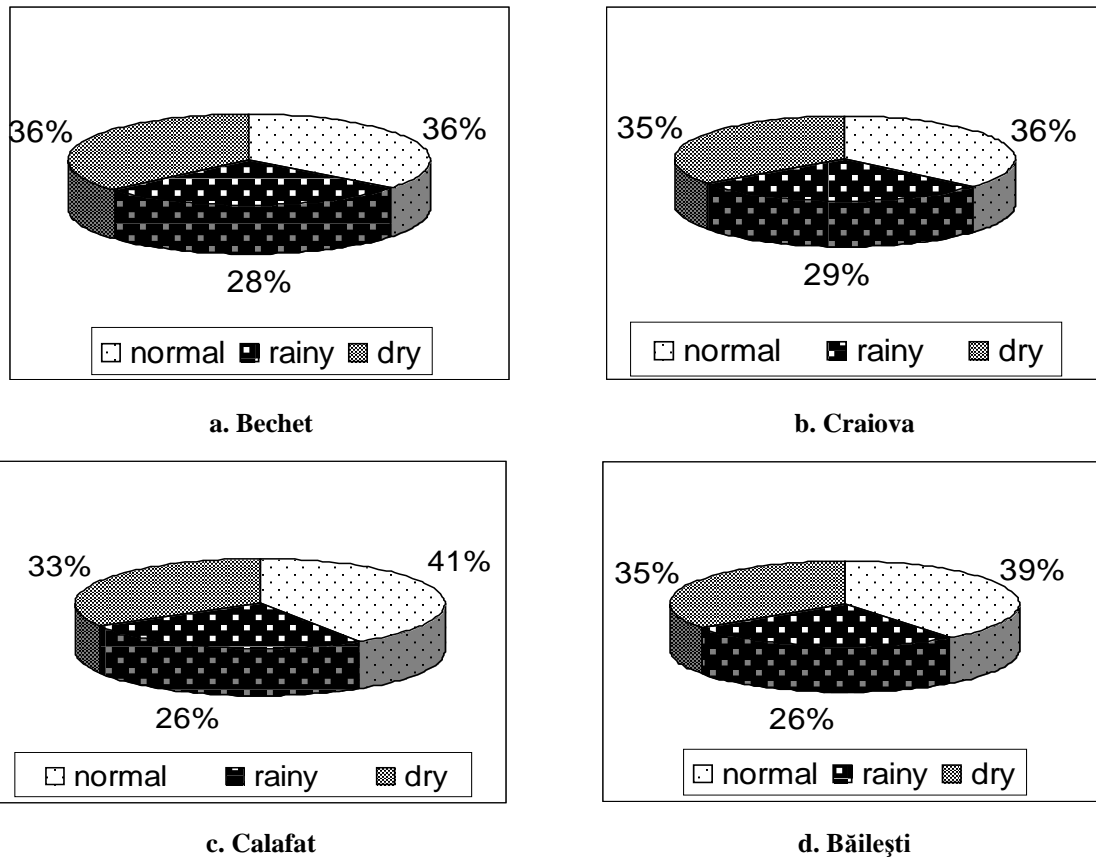 36%
36%
28%
normal rainy dry
a. Bechet
35%
36%
29%
normal rainy dry
b. Craiova
33%
41%
26%
normal rainy dry
c. Calafat
35%
39%
26%
normal rainy dry
d. Băileşti